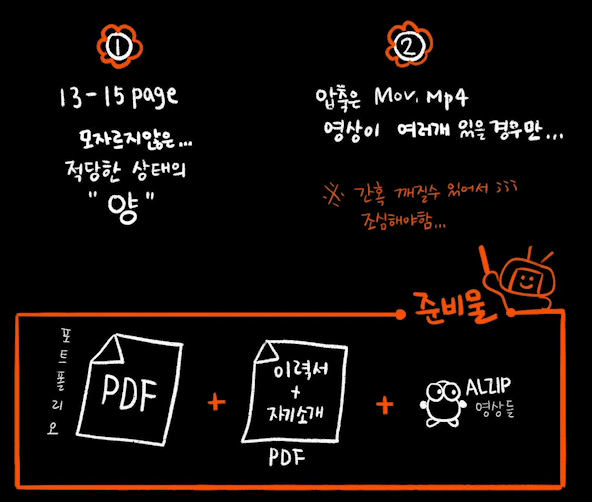 1
13-15 page
모자르지않은...
적당한 상태의
"양"
2
압축은 Mov, Mp4
영상이 여러개 있을 경우만...
※ 간혹 깨질수 있어서 ;;;
조심해야함...
준비물
포트폴리오
PDF
+
이력서
+
자기소개
PDF
+
ALZIP
영상들